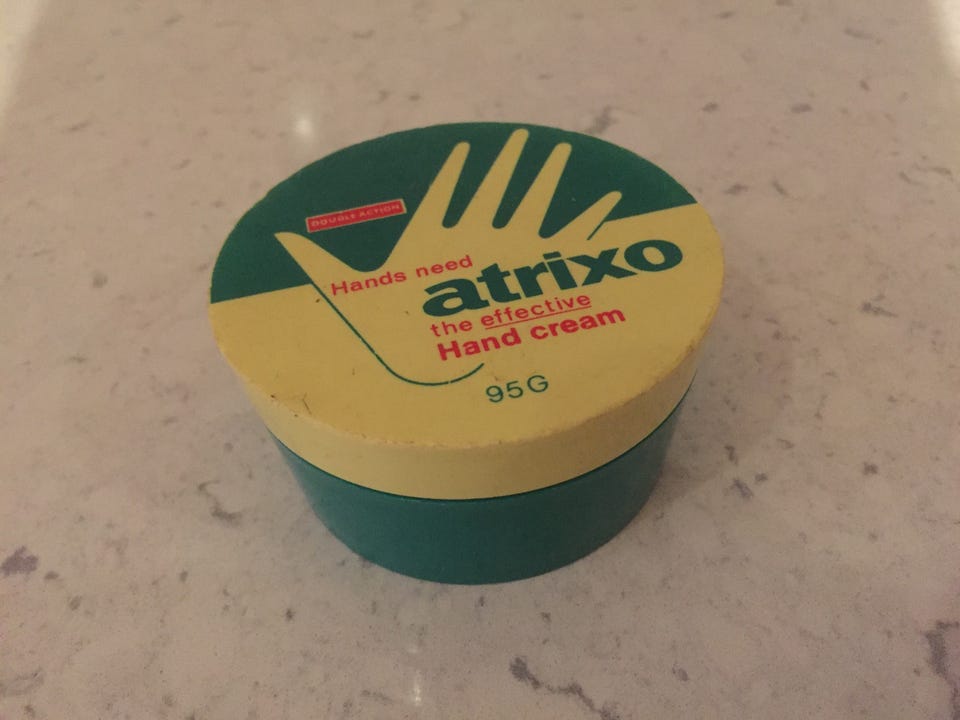 DOUBLE ACTION
Hands need
atrixo
the effective
Hand cream
95G